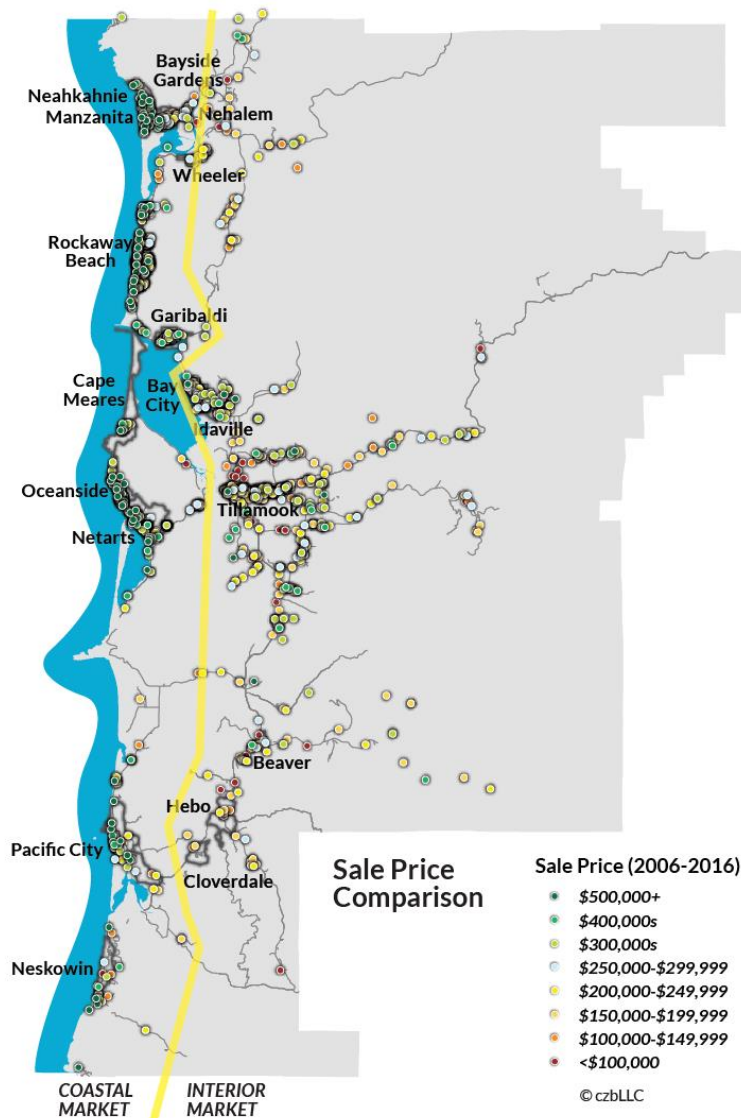 Bayside
Gardens
Neahkahnie
Manzanita
Nehalem
Wheeler
Rockaway
Beach
Garibaldi
Cape
Meares
Bay
City
Idaville
Oceanside
Tillamook
Netarts
Beaver
Hebo
Pacific City
Cloverdale
Neskowin
Sale Price
Comparison
Sale Price (2006-2016)
$500,000+
$400,000s
$300,000s
$250,000-$299,999
$200,000-$249,999
$150,000-$199,999
$100,000-$149,999
<$100,000
© czbLLC
COASTAL
MARKET
INTERIOR
MARKET